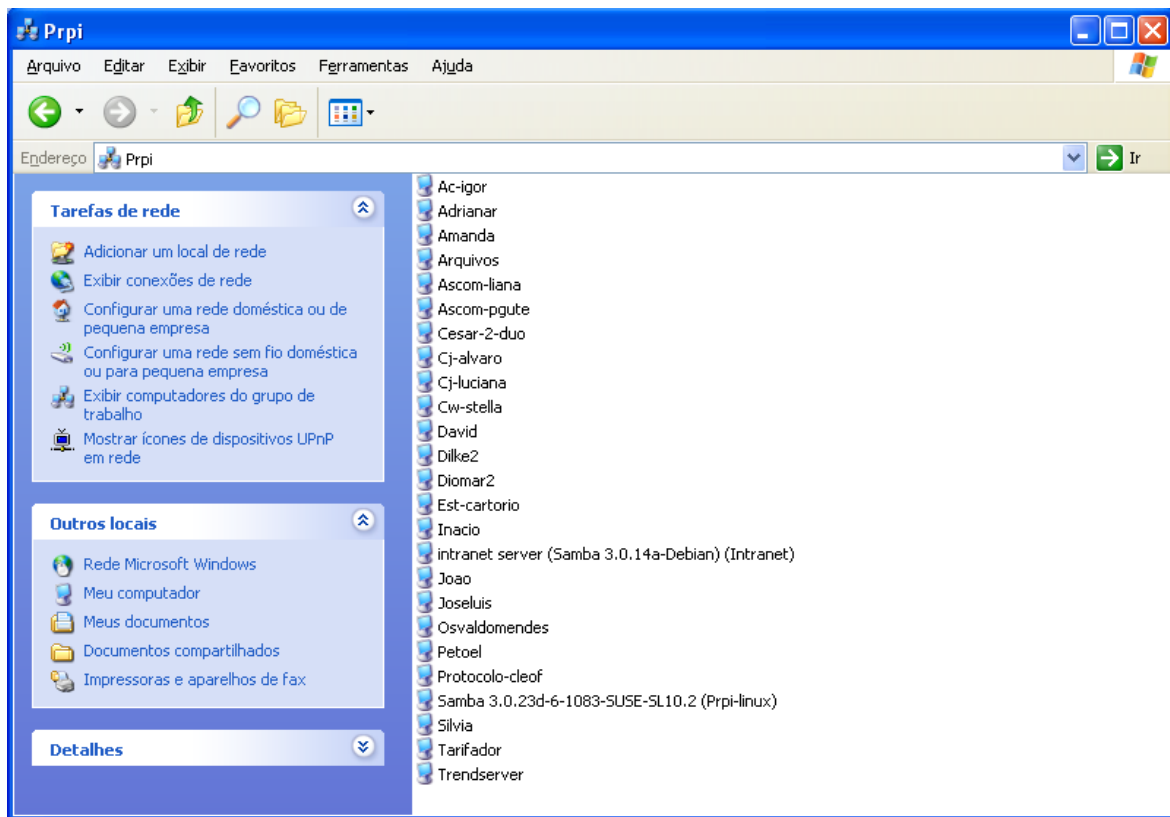 Prpi
Arquivo Editar Exibir Favoritos Ferramentas Ajuda
Endereço Prpi Ir
Tarefas de rede
Adicionar um local de rede
Exibir conexões de rede
Configurar uma rede doméstica ou de
pequena empresa
Configurar uma rede sem fio doméstica
ou para pequena empresa
Exibir computadores do grupo de
trabalho
Mostrar ícones de dispositivos UPnP
em rede
Outros locais
Rede Microsoft Windows
Meu computador
Meus documentos
Documentos compartilhados
Impressoras e aparelhos de fax
Detalhes
Ac-igor
Adrianar
Amanda
Arquivos
Ascom-liana
Ascom-pgute
Cesar-2-duo
Cj-alvaro
Cj-luciana
Cw-stella
David
Dilke2
Diomar2
Est-cartorio
Inacio
intranet server (Samba 3.0.14a-Debian) (Intranet)
Joao
Joseluis
Osvaldomendes
Petoel
Protocolo-cleof
Samba 3.0.23d-6-1083-SUSE-SL10.2 (Prpi-linux)
Silvia
Tarifador
Trendserver